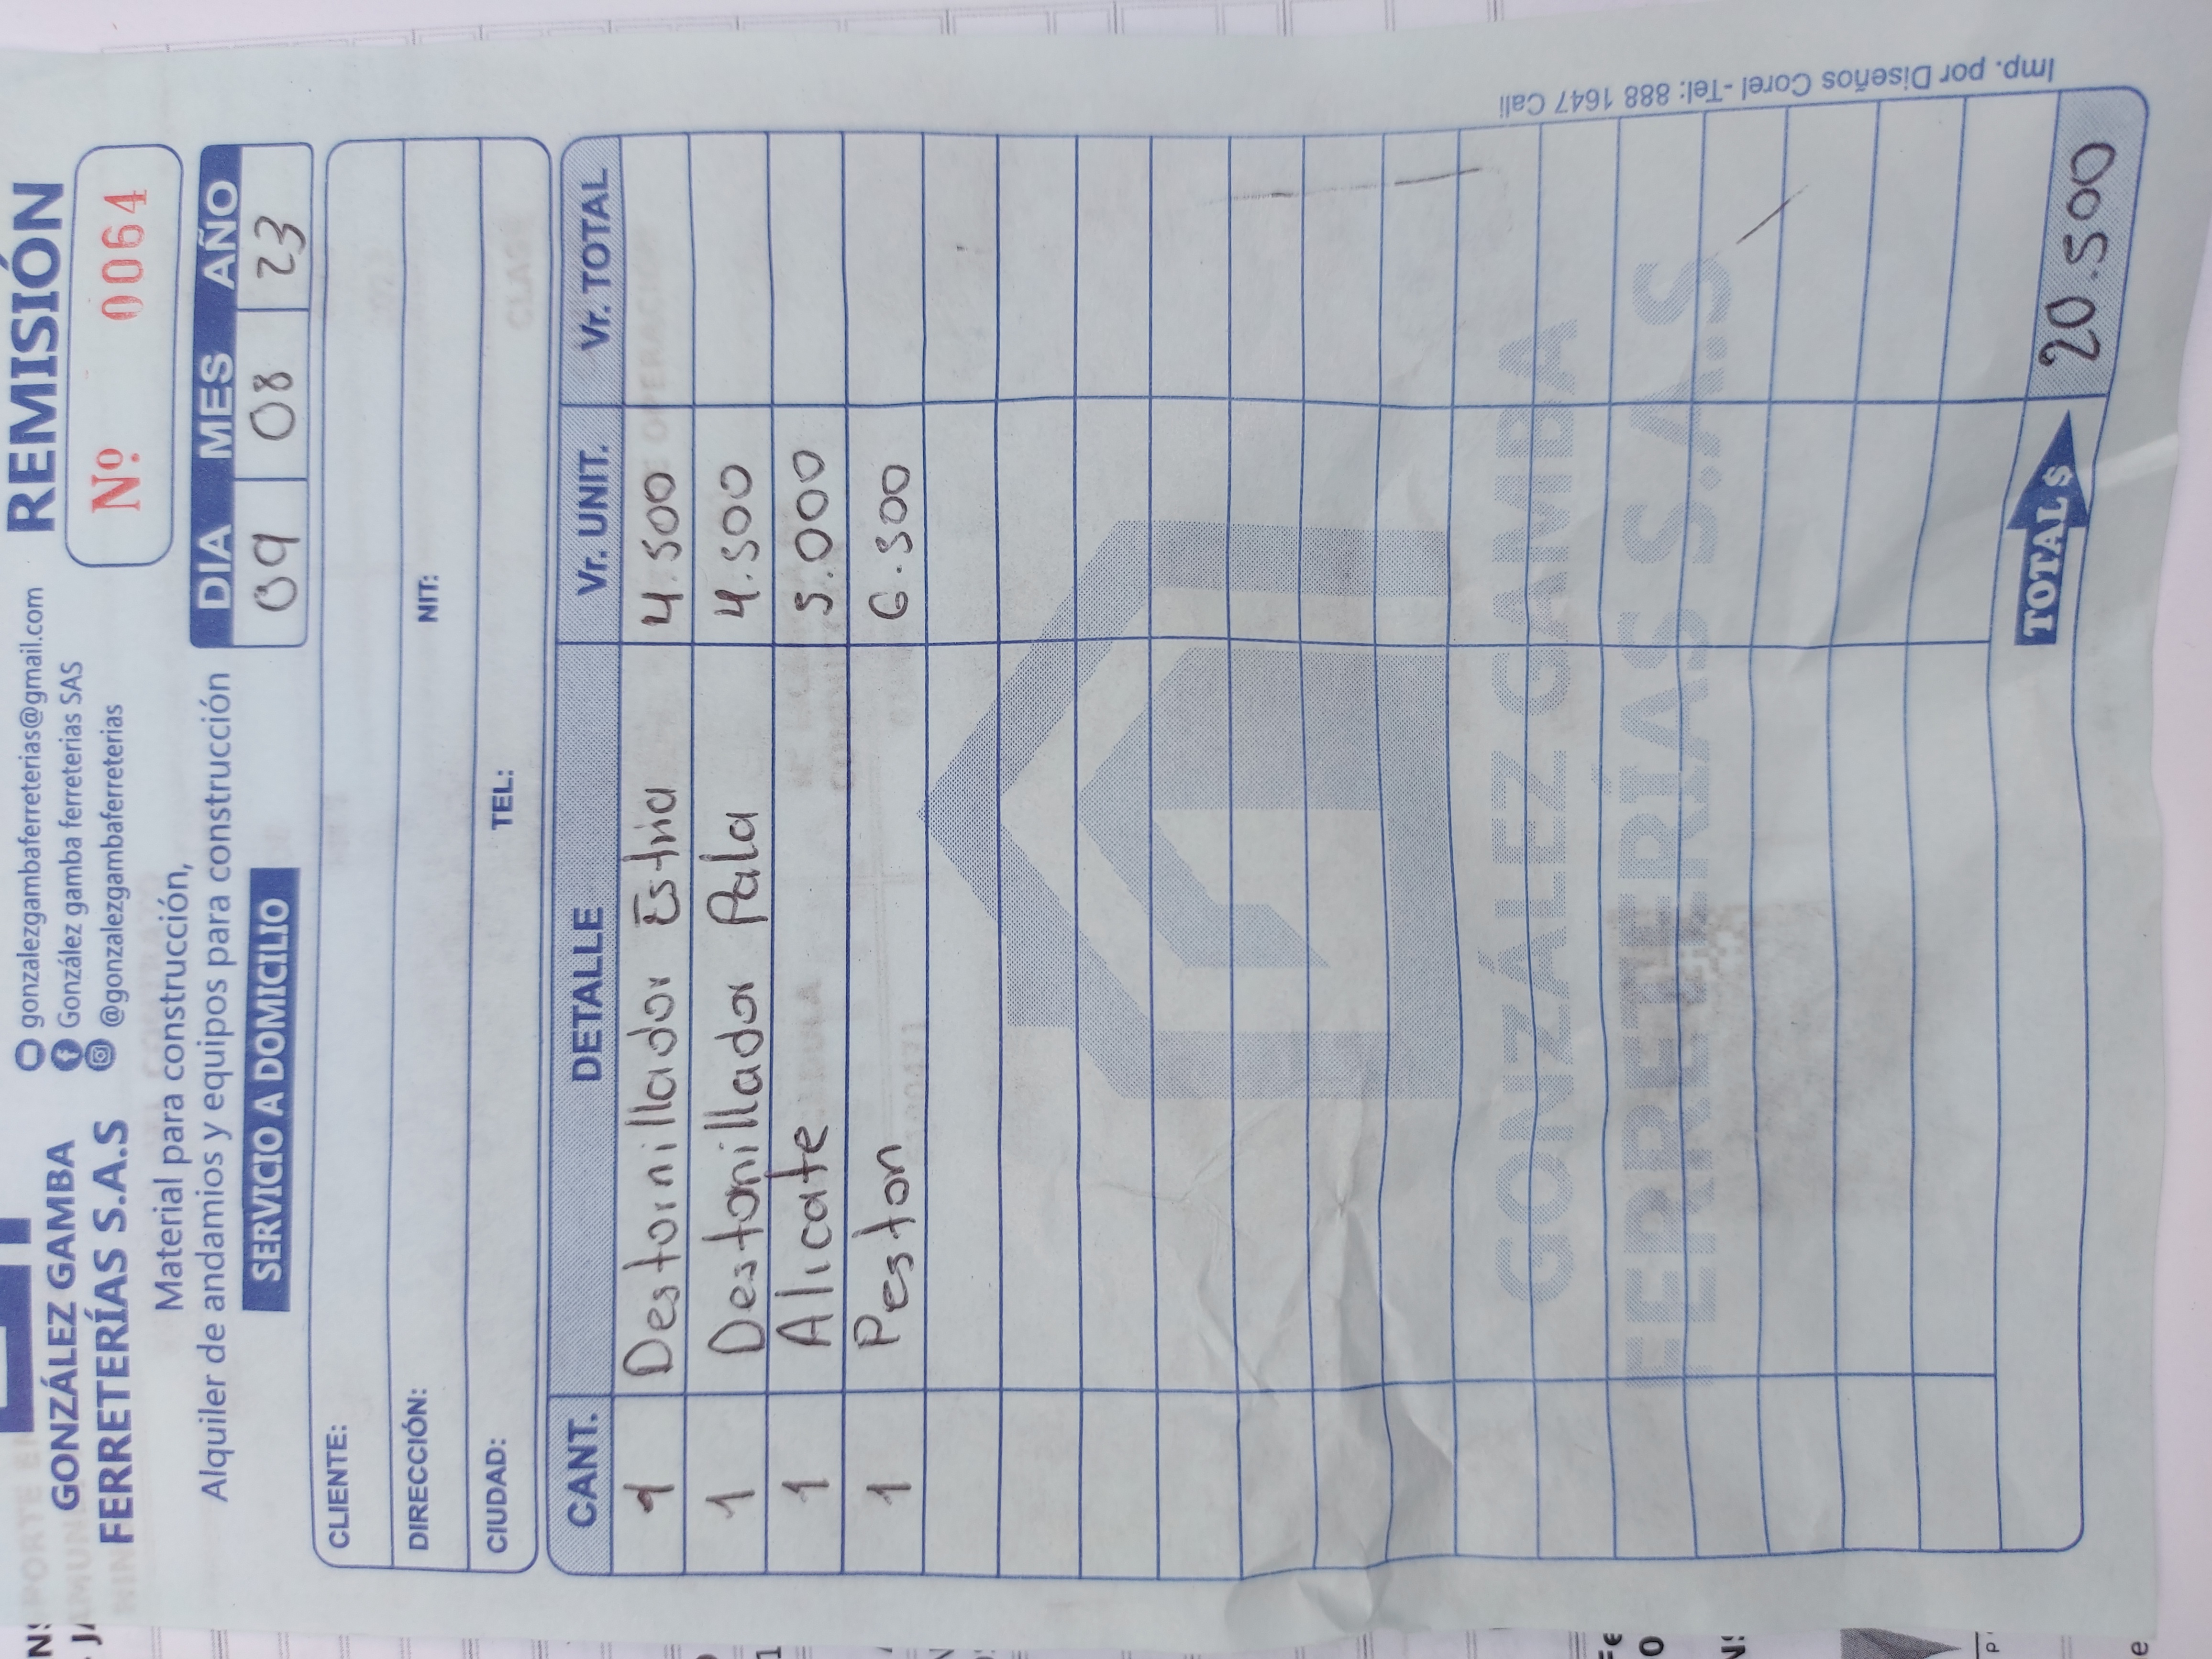 REMISIÓN
Nº 0064
gonzalezgambaferreterias@gmail.com
González gamba ferreterias SAS
@gonzalezgambaferreterias
GONZÁLEZ GAMBA
FERRETERÍAS S.A.S
Material para construcción,
Alquiler de andamios y equipos para construcción
SERVICIO A DOMICILIO
DIA MES AÑO
09 08 23
CLIENTE:
DIRECCIÓN: NIT:
CIUDAD: TEL:
CANT. DETALLE Vr. UNIT. Vr. TOTAL
1 Destornillador Estria 4.500
1 Destonillador Pala 4.500
1 Alicate 5.000
1 Peston 6.500
GONZÁLEZ GAMBA
FERRETERÍAS S.A.S
TOTAL $ 20.500
Imp. por Diseños Corel -Tel: 888 1647 Cali